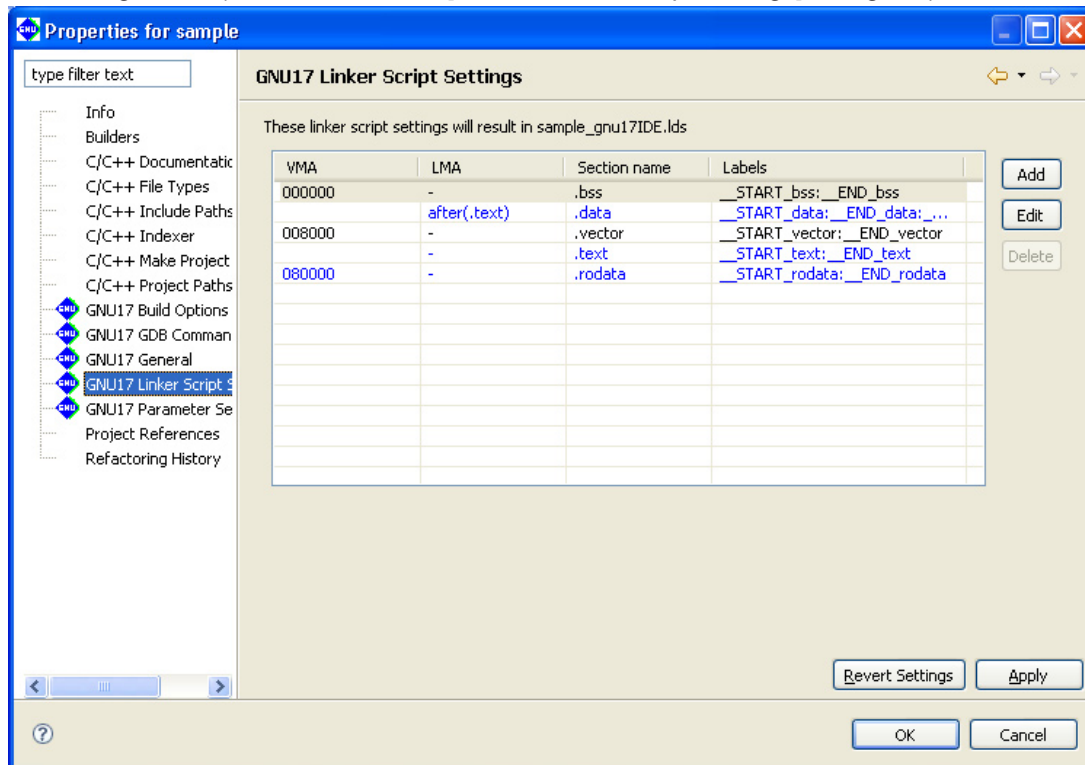 Properties for sample
type filter text
GNU17 Linker Script Settings
Info
Builders
C/C++ Documentatic
C/C++ File Types
C/C++ Include Paths
C/C++ Indexer
C/C++ Make Project
C/C++ Project Paths
GNU17 Build Options
GNU17 GDB Comman
GNU17 General
GNU17 Linker Script S
GNU17 Parameter Se
Project References
Refactoring History
These linker script settings will result in sample_gnu17IDE.lds
VMA LMA Section name Labels
000000 - .bss __START_bss:__END_bss
after(.text) .data __START_data:__END_data:_...
008000 - .vector __START_vector:__END_vector
- .text __START_text:__END_text
080000 - .rodata __START_rodata:__END_rodata
Add
Edit
Delete
Revert Settings Apply
OK Cancel